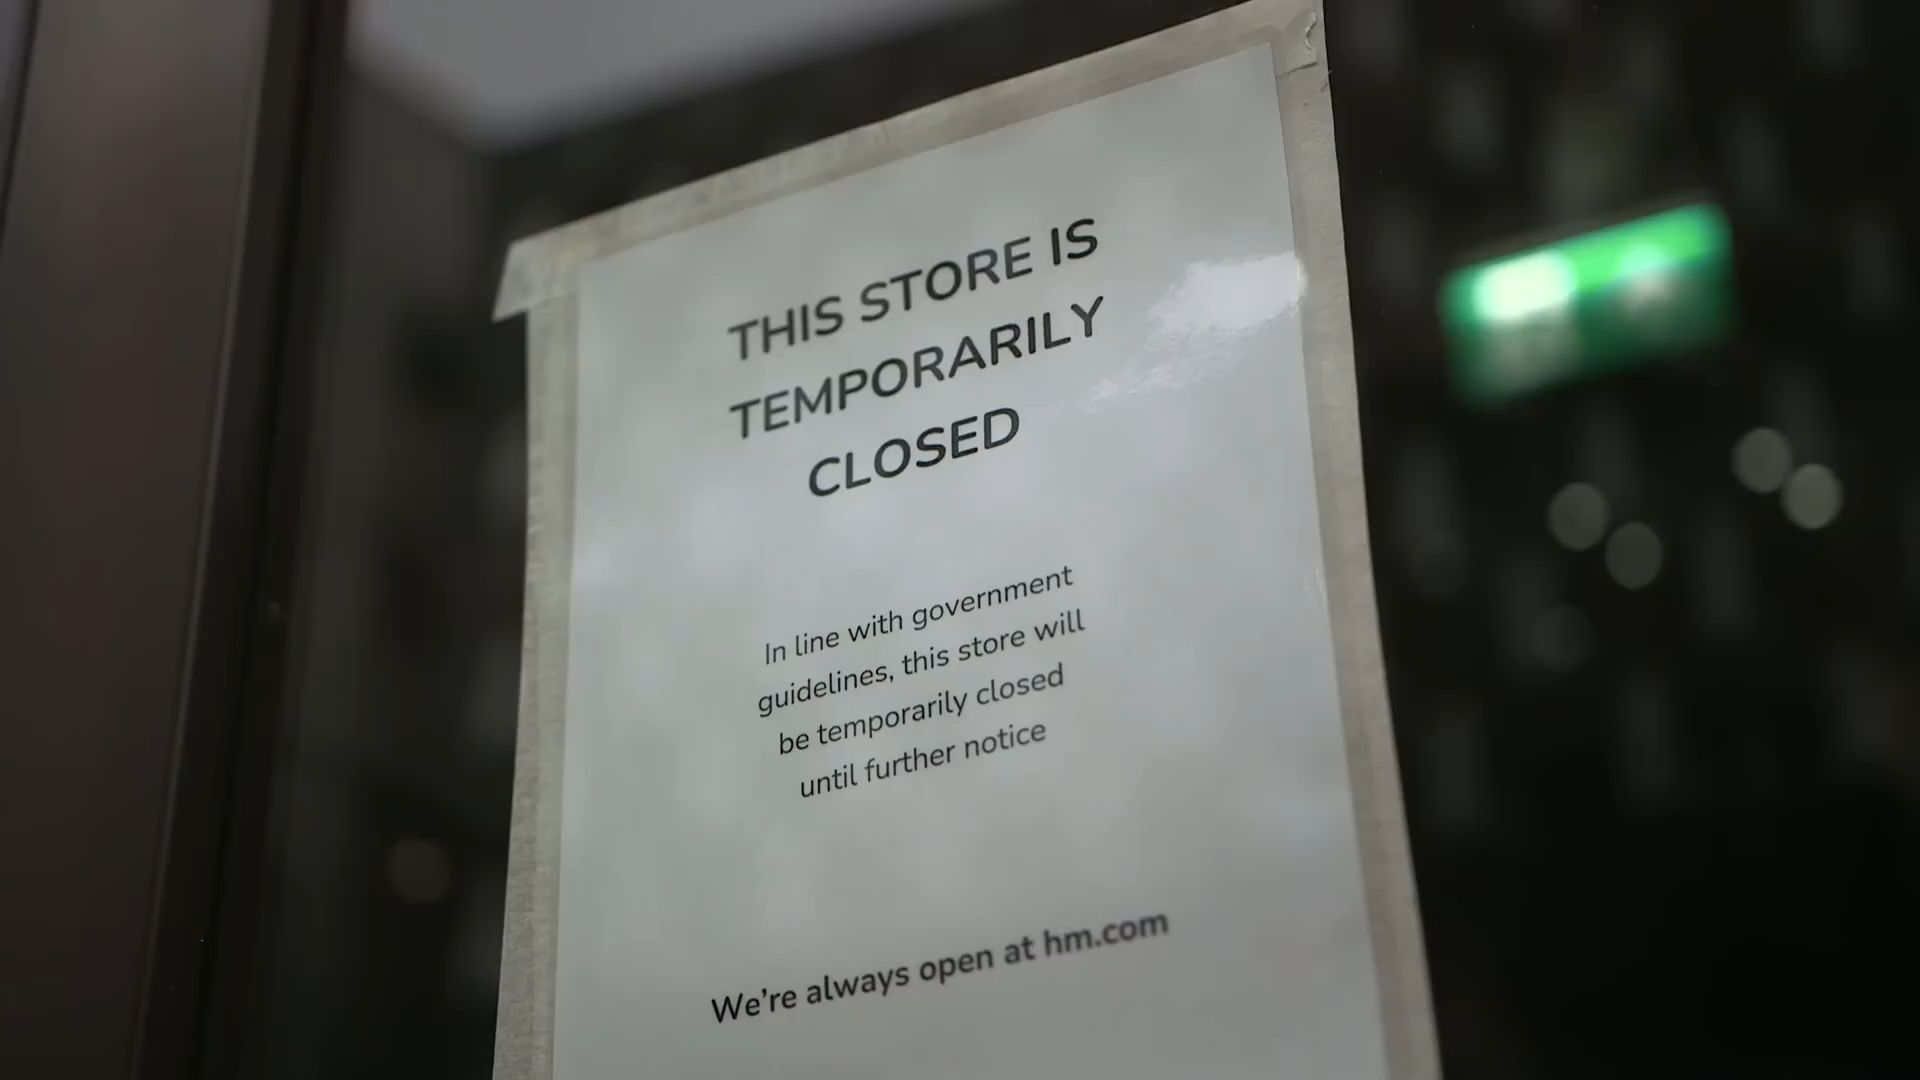 THIS STORE IS
TEMPORARILY
CLOSED
In line with government
guidelines, this store will
be temporarily closed
until further notice
We’re always open at hm.com